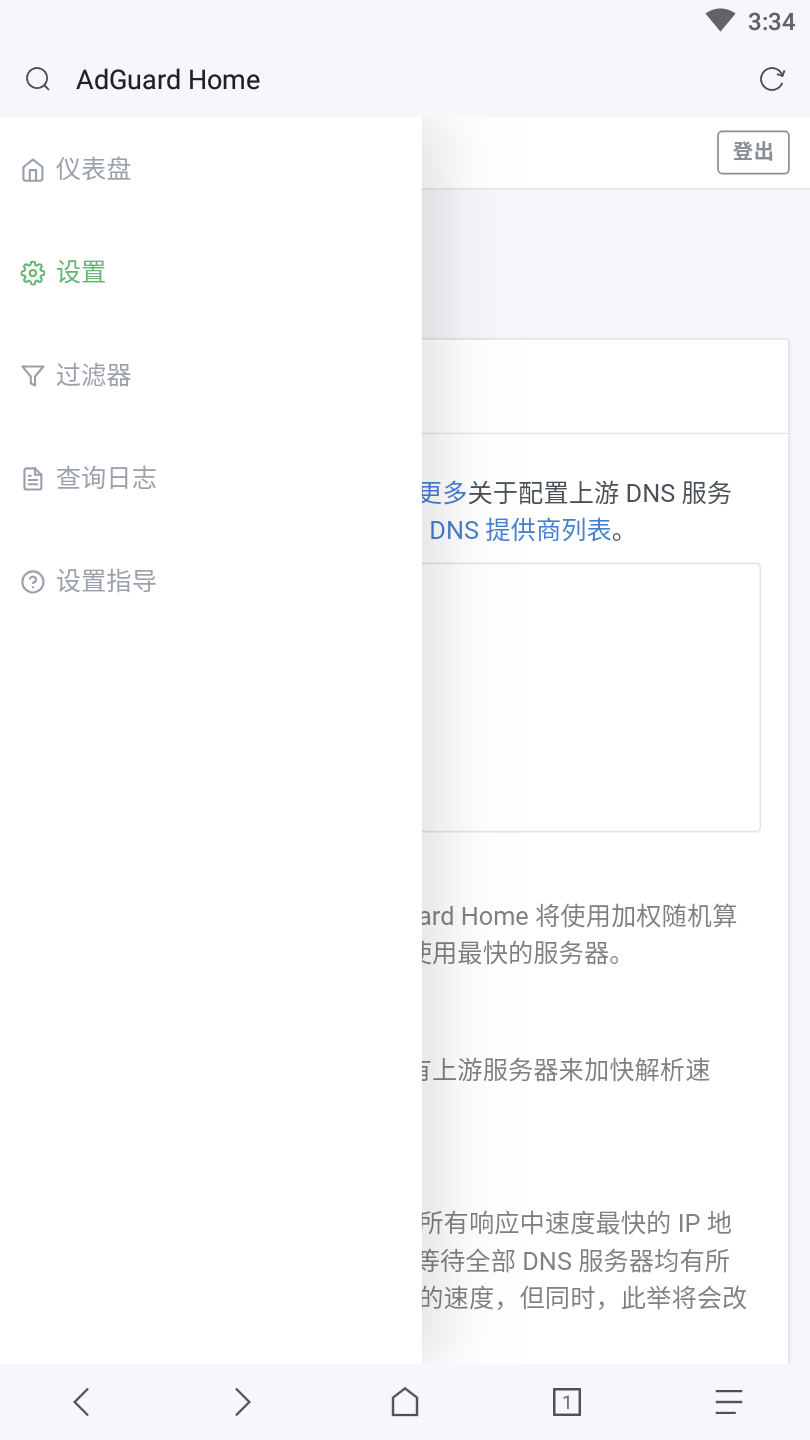 3:34
AdGuard Home
登出
仪表盘
设置
过滤器
查询日志
设置指导
更多关于配置上游 DNS 服务
DNS 提供商列表。
ard Home 将使用加权随机算
使用最快的服务器。
有上游服务器来加快解析速
所有响应中速度最快的 IP 地
等待全部 DNS 服务器均有所
的速度，但同时，此举将会改
1